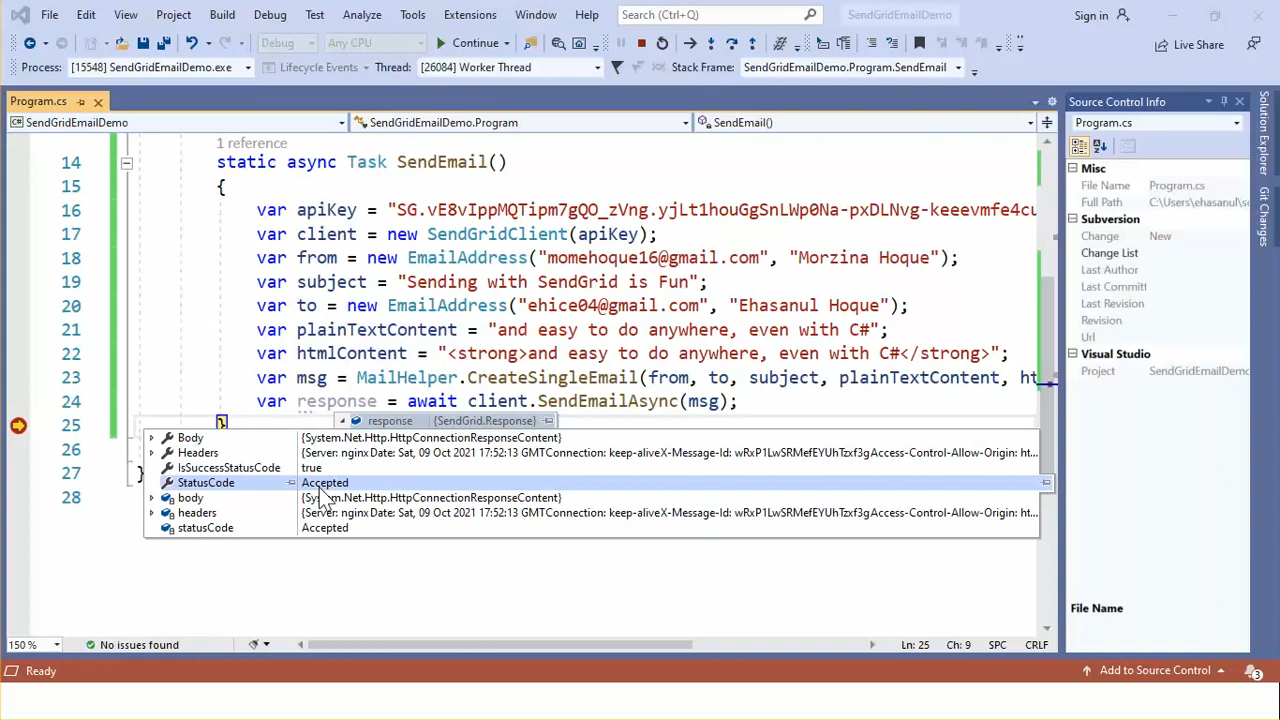 File Edit View Project Build Debug Test Analyze Tools Extensions Window Help Search (Ctrl+Q) SendGridEmailDemo Sign in
Debug Any CPU Continue Live Share
Process: [15548] SendGridEmailDemo.exe Lifecycle Events Thread: [26084] Worker Thread Stack Frame: SendGridEmailDemo.Program.SendEmail
Program.cs
SendGridEmailDemo SendGridEmailDemo.Program SendEmail()
1 reference
14 static async Task SendEmail()
15 {
16 var apiKey = "SG.vE8vIppMQTipm7gQO_zVng.yjLt1houGgSnLWp0Na-pxDLNvg-keeevmfe4cu
17 var client = new SendGridClient(apiKey);
18 var from = new EmailAddress("momehoque16@gmail.com", "Morzina Hoque");
19 var subject = "Sending with SendGrid is Fun";
20 var to = new EmailAddress("ehice04@gmail.com", "Ehasanul Hoque");
21 var plainTextContent = "and easy to do anywhere, even with C#";
22 var htmlContent = "<strong>and easy to do anywhere, even with C#</strong>";
23 var msg = MailHelper.CreateSingleEmail(from, to, subject, plainTextContent, ht
24 var response = await client.SendEmailAsync(msg);
25 } response {SendGrid.Response}
26
27 }
28
Body {System.Net.Http.HttpConnectionResponseContent}
Headers {Server: nginxDate: Sat, 09 Oct 2021 17:52:13 GMTConnection: keep-aliveX-Message-Id: wRxP1LwSRMefEYUhTzxf3gAccess-Control-Allow-Origin: ht...
IsSuccessStatusCode true
StatusCode Accepted
body {System.Net.Http.HttpConnectionResponseContent}
headers {Server: nginxDate: Sat, 09 Oct 2021 17:52:13 GMTConnection: keep-aliveX-Message-Id: wRxP1LwSRMefEYUhTzxf3gAccess-Control-Allow-Origin: ht...
statusCode Accepted
150 % No issues found Ln: 25 Ch: 9 SPC CRLF
Source Control Info
Program.cs
Misc
File Name Program.cs
Full Path C:\Users\ehasanul\so
Subversion
Change New
Change List
Last Author
Last Committ
Last Revision
Revision
Url
Visual Studio
Project SendGridEmailDemo
File Name
Solution Explorer
Git Changes
Ready Add to Source Control 3